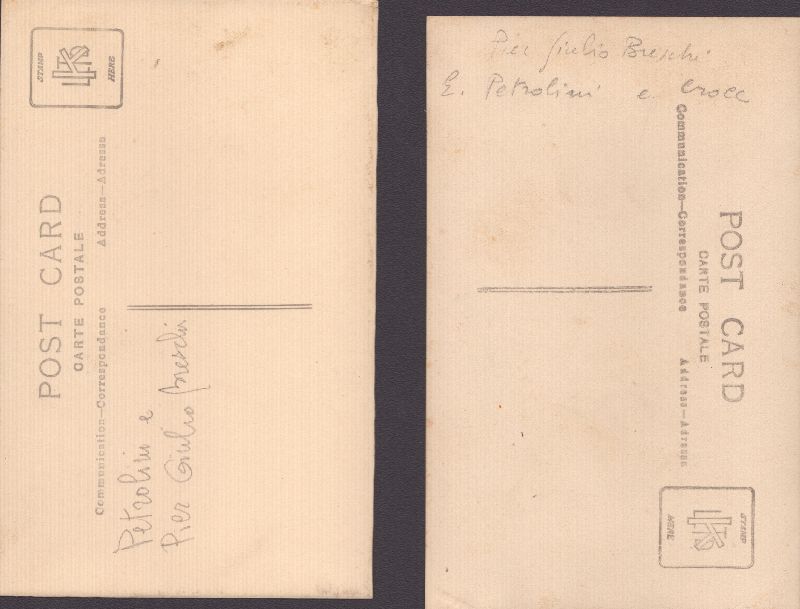 STAMP
HERE
POST CARD
CARTE POSTALE
Communication—Correspondance
Address—Adresse
Petrolini e
Pier Giulio Breschi
Pier Giulio Breschi
E. Petrolini e Croce
Communication—Correspondance
Address—Adresse
POST CARD
CARTE POSTALE
STAMP
HERE